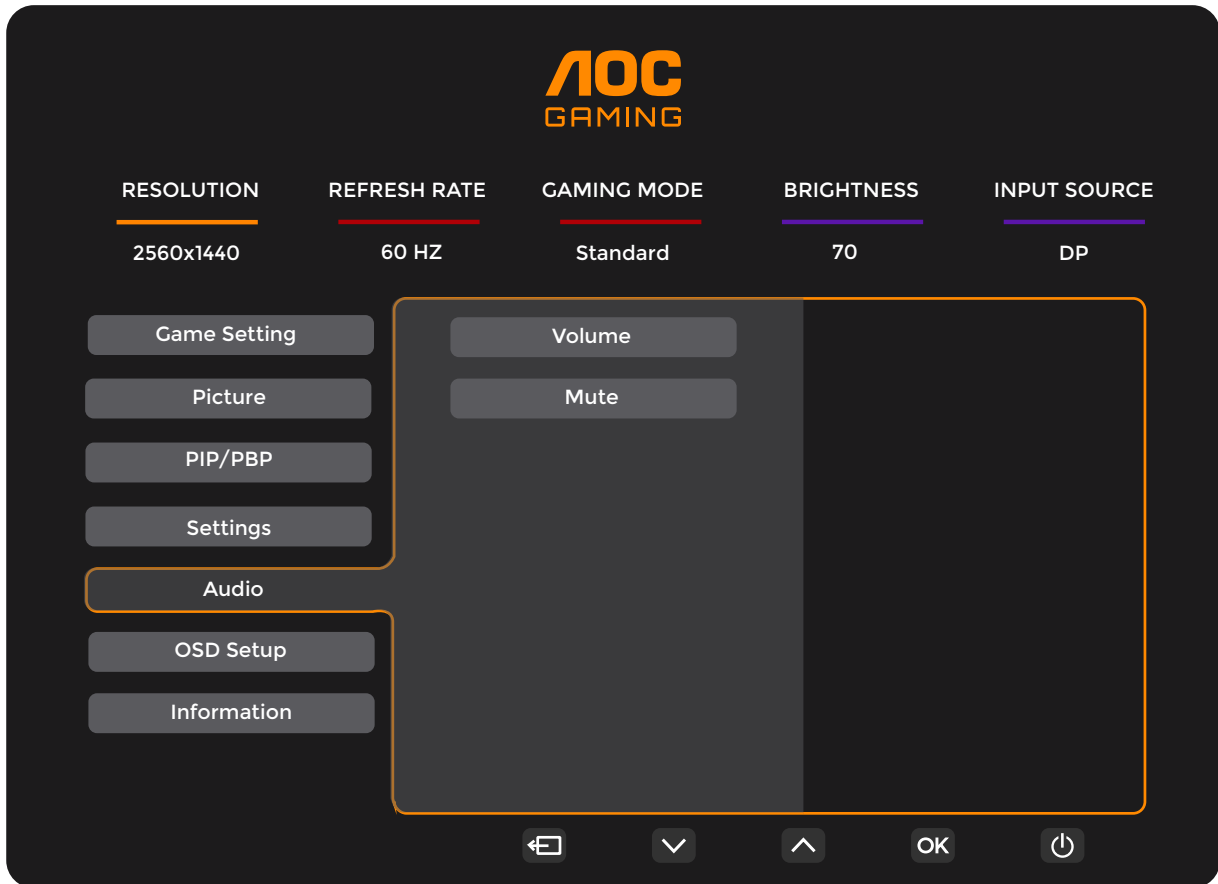 AOC
GAMING
RESOLUTION REFRESH RATE GAMING MODE BRIGHTNESS INPUT SOURCE
2560x1440 60 HZ Standard 70 DP
Game Setting
Picture
PIP/PBP
Settings
Audio
OSD Setup
Information
Volume
Mute
OK